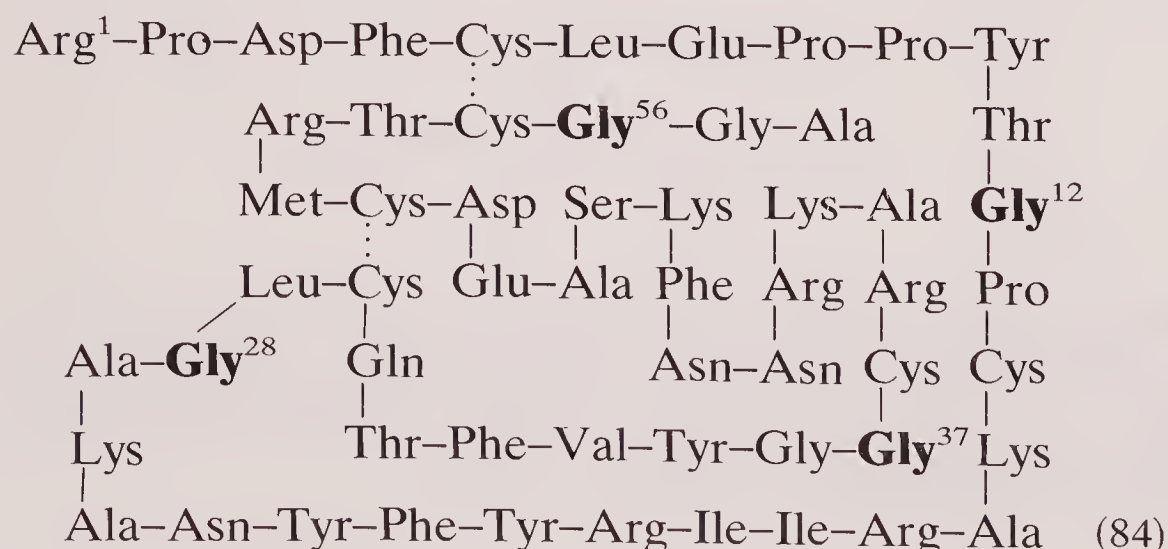 Arg¹–Pro–Asp–Phe–Cys–Leu–Glu–Pro–Pro–Tyr
Arg–Thr–Cys–Gly⁵⁶–Gly–Ala Thr
Met–Cys–Asp Ser–Lys Lys–Ala Gly¹²
Leu–Cys Glu–Ala Phe Arg Arg Pro
Ala–Gly²⁸ Gln Asn–Asn Cys Cys
Lys Thr–Phe–Val–Tyr–Gly–Gly³⁷ Lys
Ala–Asn–Tyr–Phe–Tyr–Arg–Ile–Ile–Arg–Ala (84)